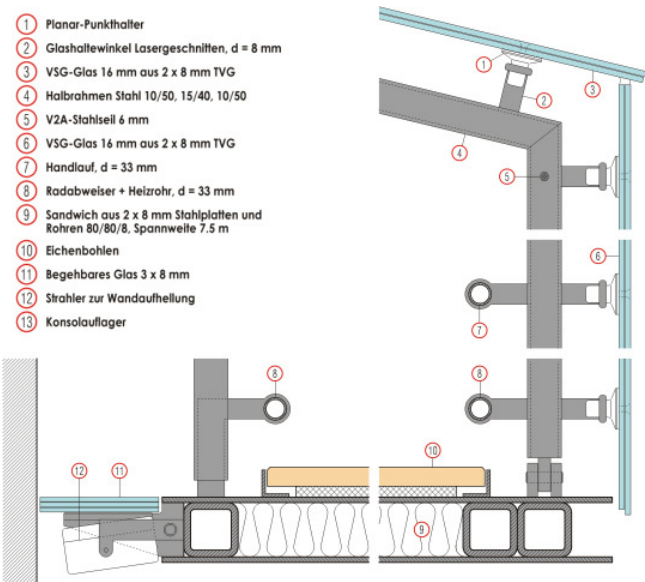 1 Planar-Punkthalter
2 Glashaltewinkel Lasergeschnitten, d = 8 mm
3 VSG-Glas 16 mm aus 2 x 8 mm TVG
4 Halbrahmen Stahl 10/50, 15/40, 10/50
5 V2A-Stahlseil 6 mm
6 VSG-Glas 16 mm aus 2 x 8 mm TVG
7 Handlauf, d = 33 mm
8 Radabweiser + Heizrohr, d = 33 mm
9 Sandwich aus 2 x 8 mm Stahlplatten und
Rohren 80/80/8, Spannweite 7.5 m
10 Eichenbohlen
11 Begehbares Glas 3 x 8 mm
12 Strahler zur Wandaufhellung
13 Konsolauflager
1
2
3
4
5
6
7
8
8
10
12
11
9